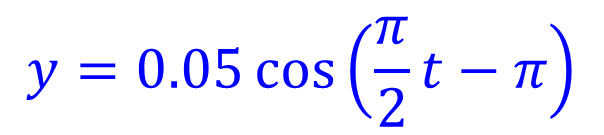 y = 0.05 cos(π/2 t − π)